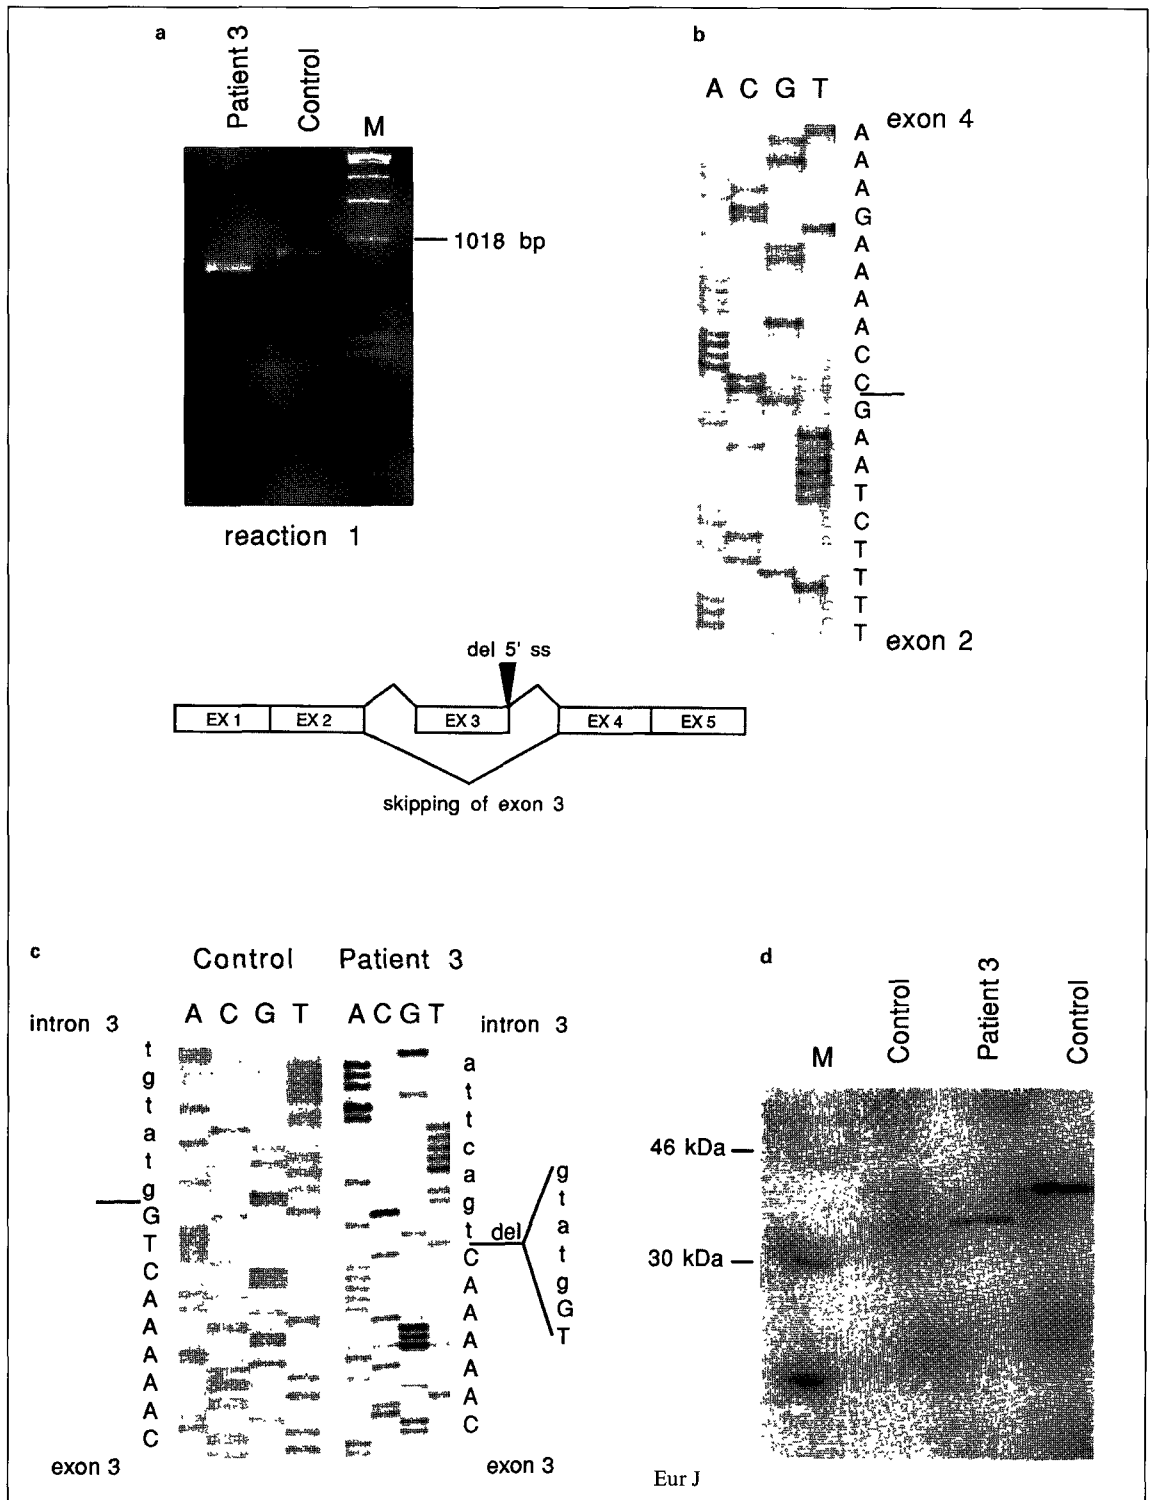 a
Patient 3
Control
M
1018 bp
reaction 1
b
A C G T
exon 4
A
A
A
G
A
A
A
A
C
C
G
A
A
T
C
T
T
T
T
exon 2
del 5' ss
EX 1
EX 2
EX 3
EX 4
EX 5
skipping of exon 3
c
Control
Patient 3
A C G T
A C G T
intron 3
intron 3
t
g
t
a
t
g
G
T
C
A
A
A
A
A
C
exon 3
a
t
t
c
a
g
t
C
A
A
A
A
A
C
exon 3
del
g
t
a
t
g
G
T
d
M
Control
Patient 3
Control
46 kDa
30 kDa
Eur J